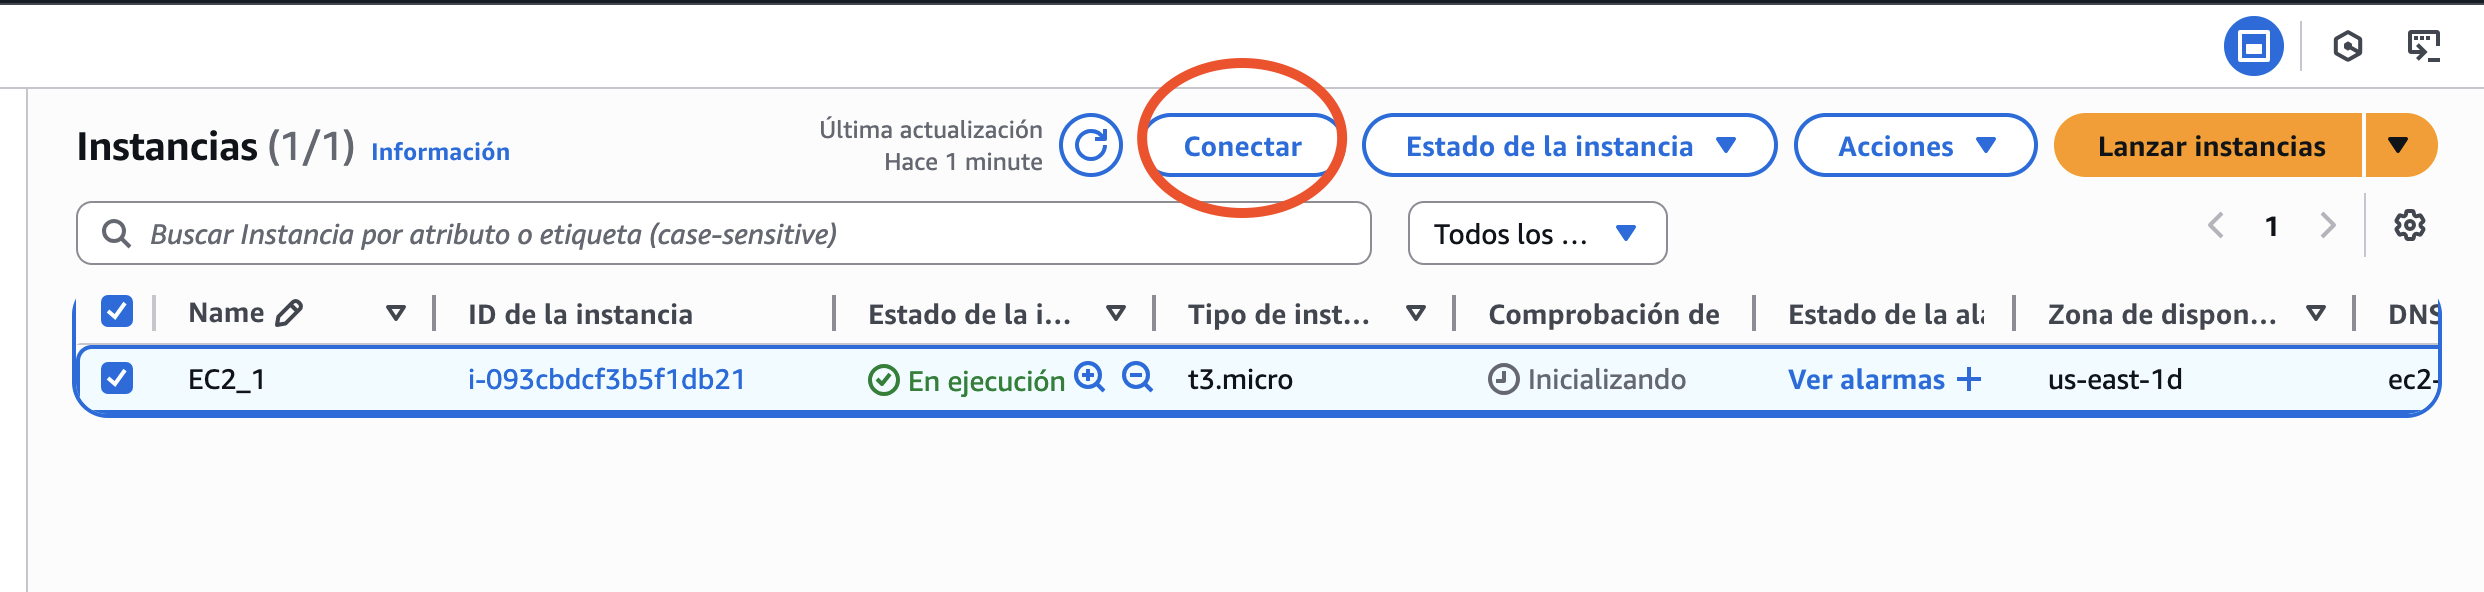 Instancias (1/1) Información
Última actualización
Hace 1 minute
Conectar
Estado de la instancia
Acciones
Lanzar instancias
Buscar Instancia por atributo o etiqueta (case-sensitive)
Todos los ...
1
Name ID de la instancia Estado de la i... Tipo de inst... Comprobación de Estado de la al Zona de dispon... DNS
EC2_1 i-093cbdcf3b5f1db21 En ejecución t3.micro Inicializando Ver alarmas + us-east-1d ec2-